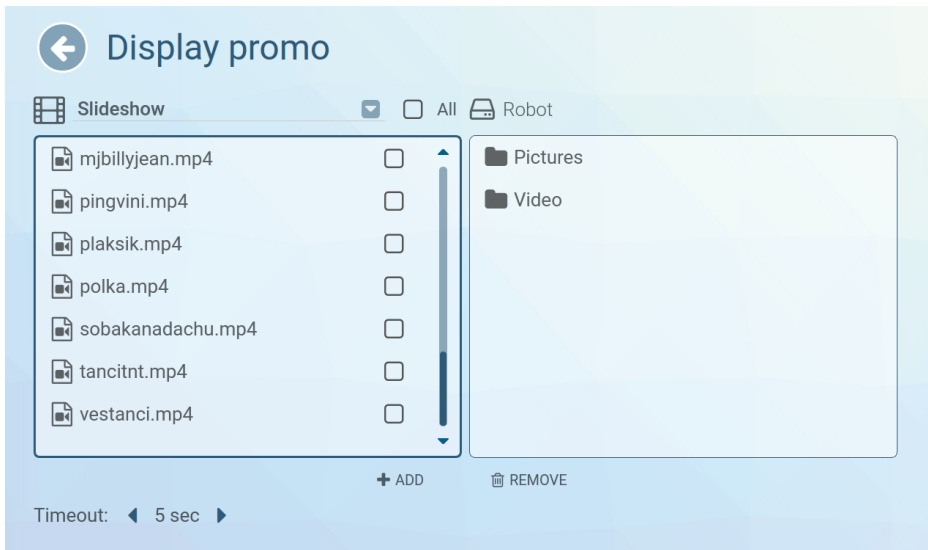 Display promo
Slideshow
All
Robot
mjbillyjean.mp4
pingvini.mp4
plaksik.mp4
polka.mp4
sobakanadachu.mp4
tancitnt.mp4
vestanci.mp4
Pictures
Video
ADD
REMOVE
Timeout: 5 sec